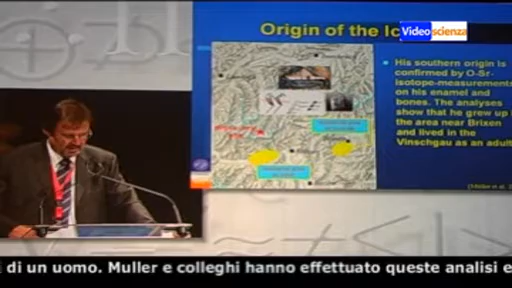 Origin of the Ic
Videoscienza
His southern origin is
confirmed by O-Sr-
isotope-measurements
on his enamel and
bones. The analyses
show that he grew up
the area near Brixen
and lived in the
Vinschgau as an adult
i di un uomo. Muller e colleghi hanno effettuato queste analisi e